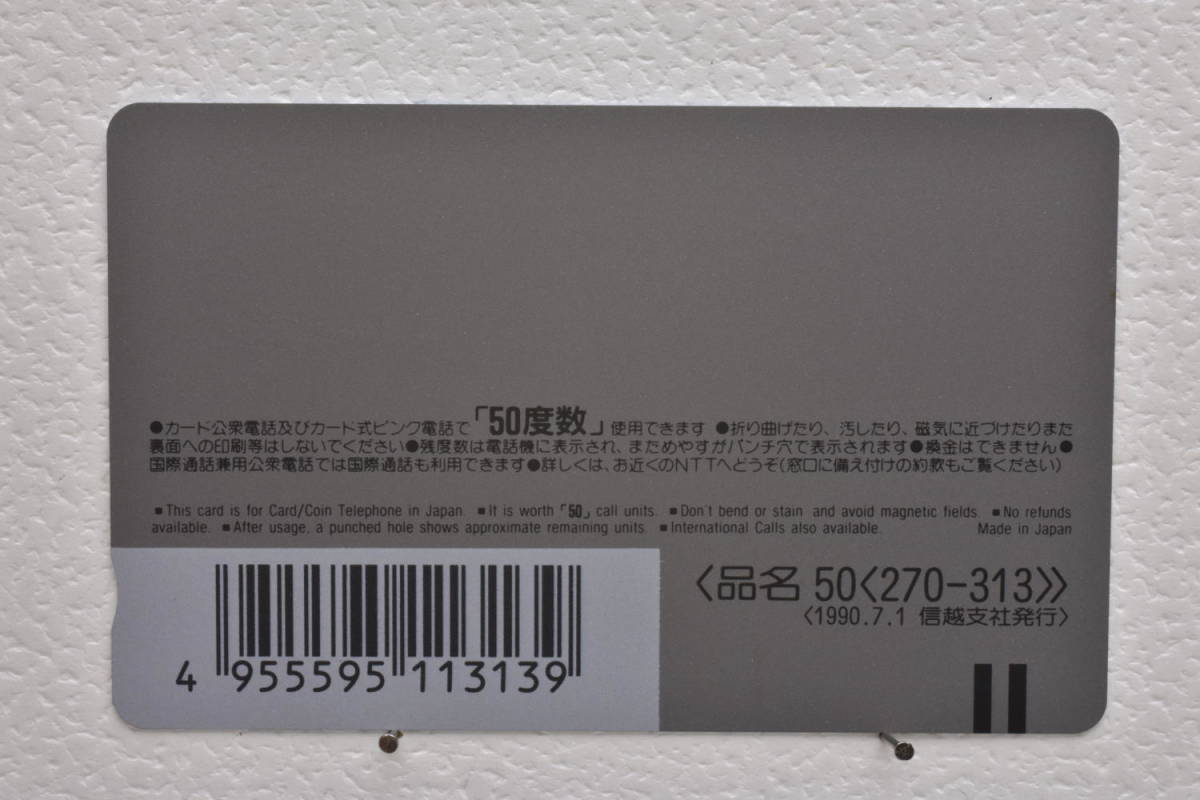 ●カード公衆電話及びカード式ピンク電話で「50度数」使用できます ●折り曲げたり、汚したり、磁気に近づけたりまた
裏面への印刷等はしないでください●残度数は電話機に表示され、まためやすがパンチ穴で表示されます●換金はできません●
国際通話兼用公衆電話では国際通話も利用できます●詳しくは、お近くのNTTへどうぞ(窓口に備え付けの約款もご覧ください)
■This card is for Card/Coin Telephone in Japan. ■It is worth「50」call units. ■Don't bend or stain and avoid magnetic fields. ■No refunds
available. ■After usage, a punched hole shows approximate remaining units. ■International Calls also available. Made in Japan
〈品名 50〈270-313〉〉
〈1990.7.1 信越支社発行〉
4 955595 113139